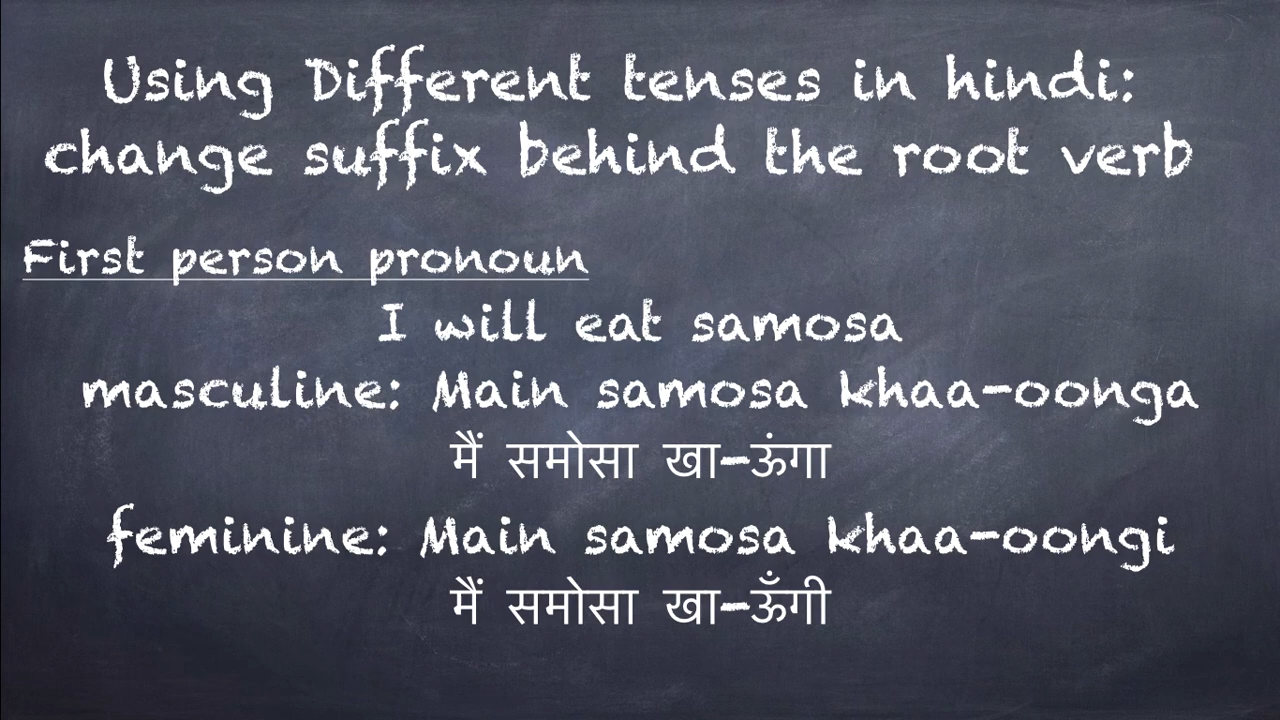 Using Different tenses in hindi:
change suffix behind the root verb
First person pronoun
I will eat samosa
masculine: Main samosa khaa-oonga
मैं समोसा खा-ऊंगा
feminine: Main samosa khaa-oongi
मैं समोसा खा-ऊँगी